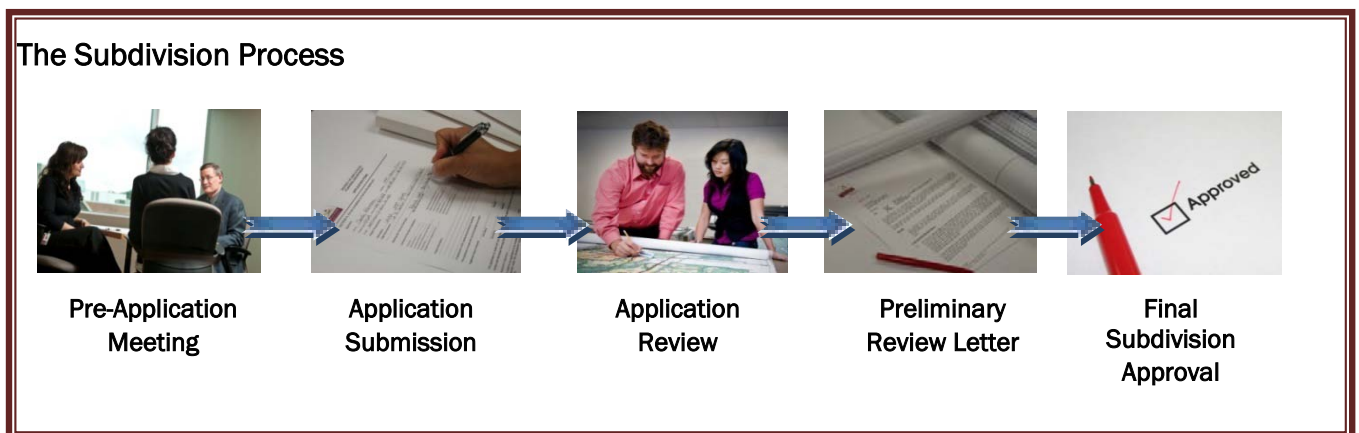 The Subdivision Process
Approved
Pre-Application
Meeting
Application
Submission
Application
Review
Preliminary
Review Letter
Final
Subdivision
Approval